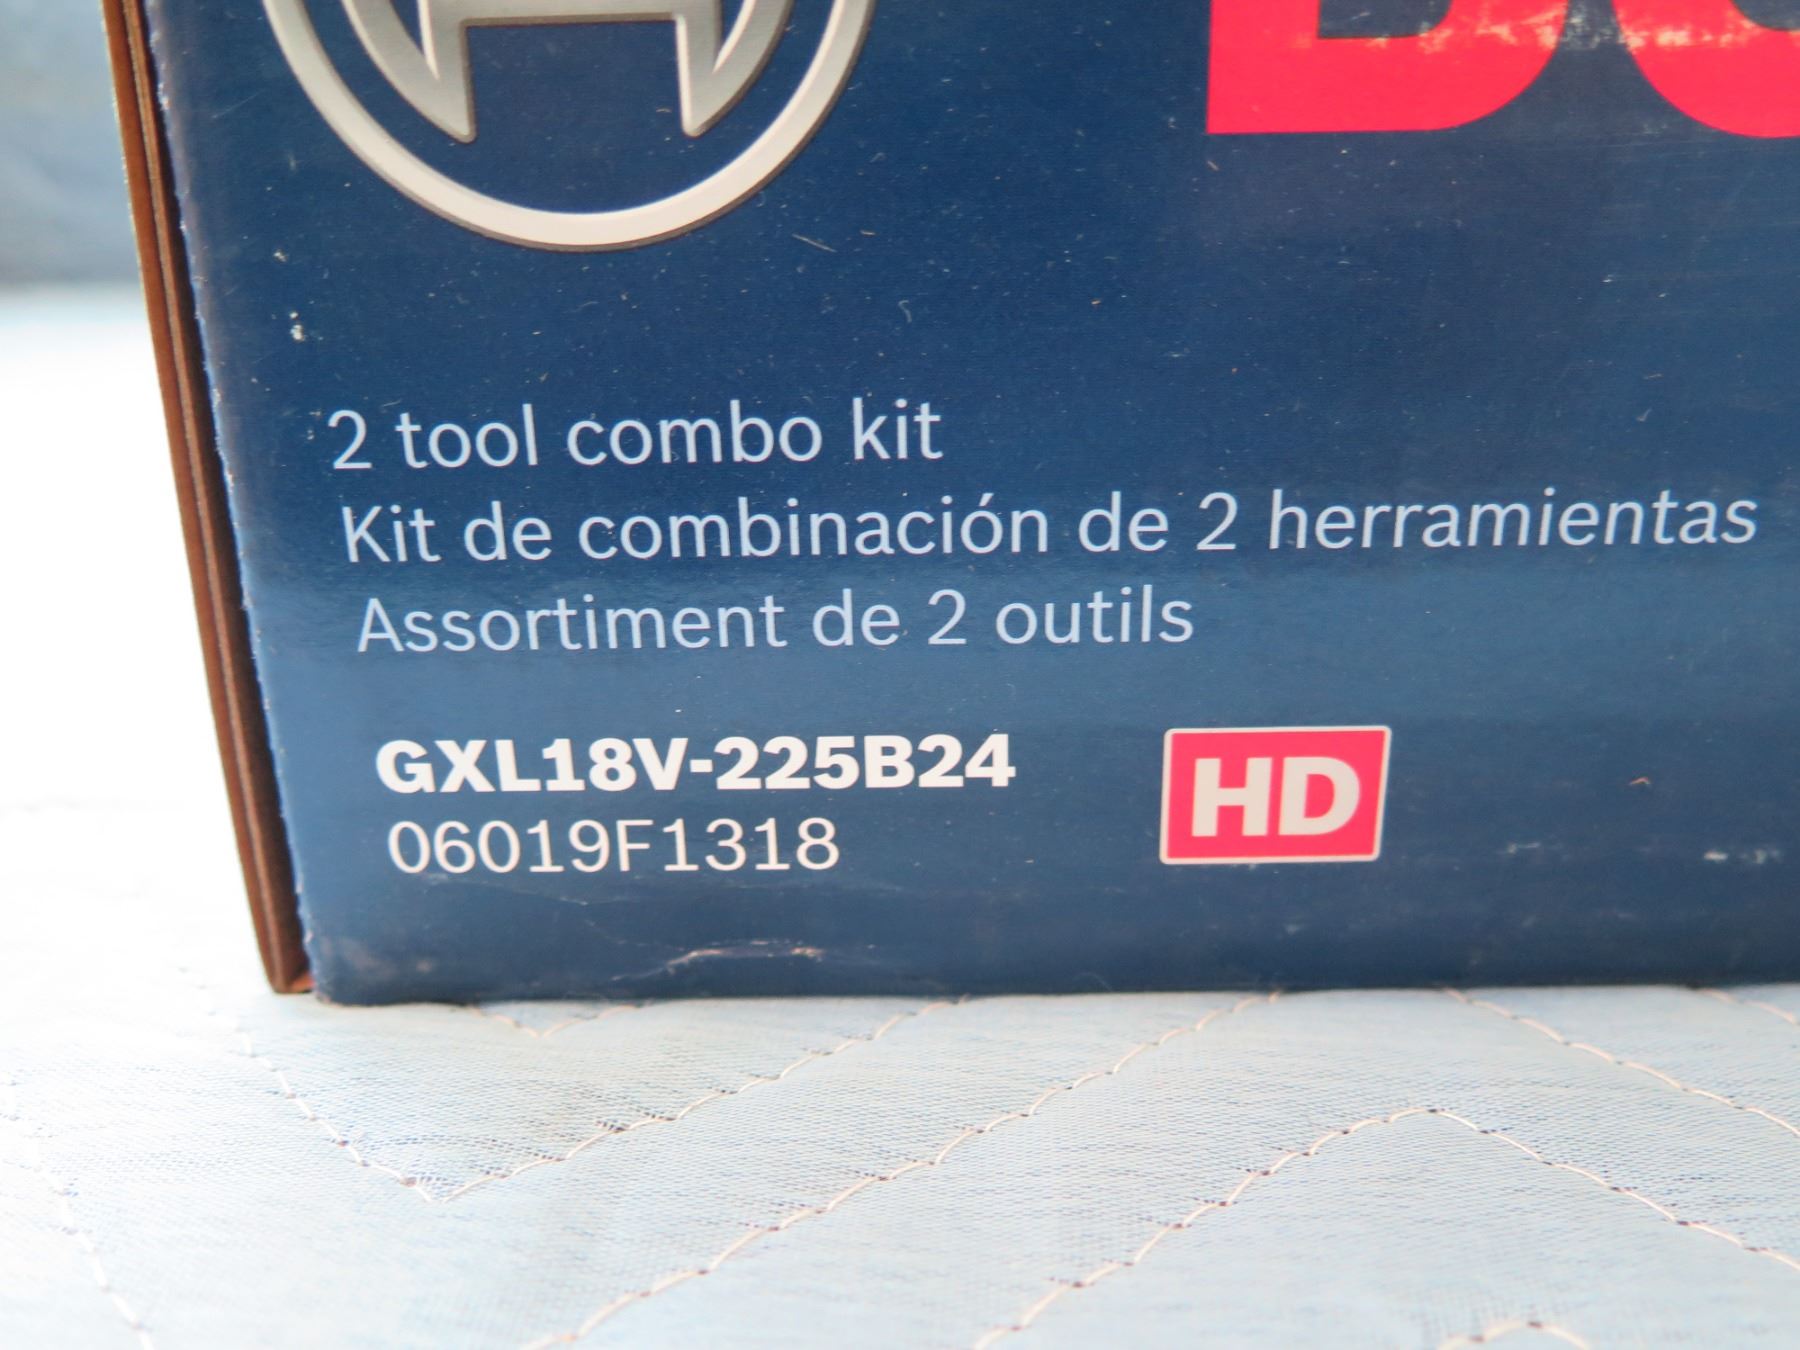 2 tool combo kit
Kit de combinación de 2 herramientas
Assortiment de 2 outils
GXL18V-225B24
HD
06019F1318